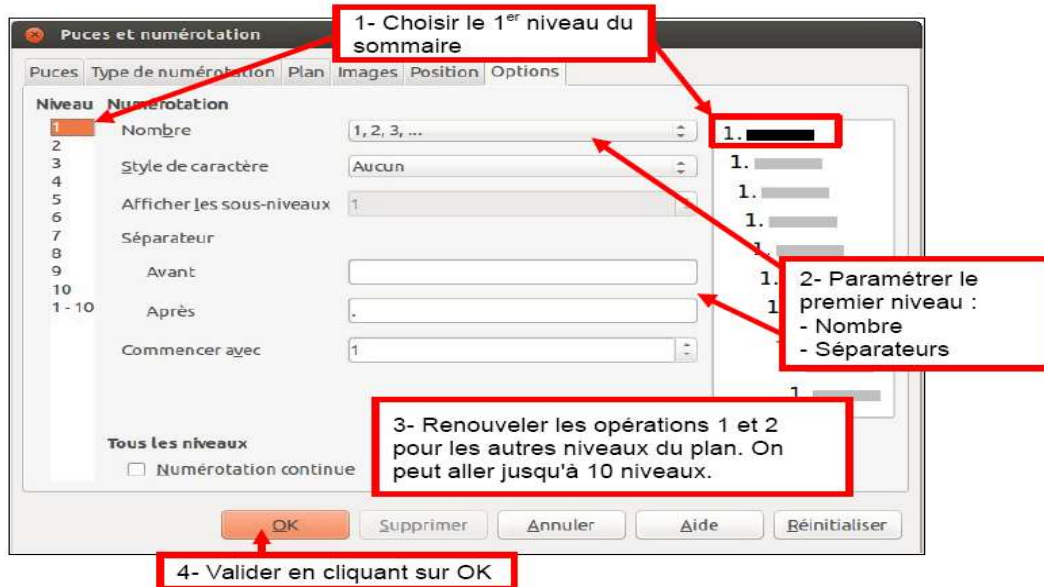 1- Choisir le 1er niveau du
sommaire
Puces et numérotation
Puces Type de numérotation Plan Images Position Options
Niveau Numérotation
1
2
3
4
5
6
7
8
9
10
1 - 10
Nombre 1, 2, 3, ...
Style de caractère Aucun
Afficher les sous-niveaux 1
Séparateur
Avant
Après .
Commencer avec 1
1.
1.
1.
1.
1.
1.
1
1.
2- Paramétrer le
premier niveau :
- Nombre
- Séparateurs
3- Renouveler les opérations 1 et 2
pour les autres niveaux du plan. On
peut aller jusqu'à 10 niveaux.
Tous les niveaux
Numérotation continue
OK Supprimer Annuler Aide Réinitialiser
4- Valider en cliquant sur OK